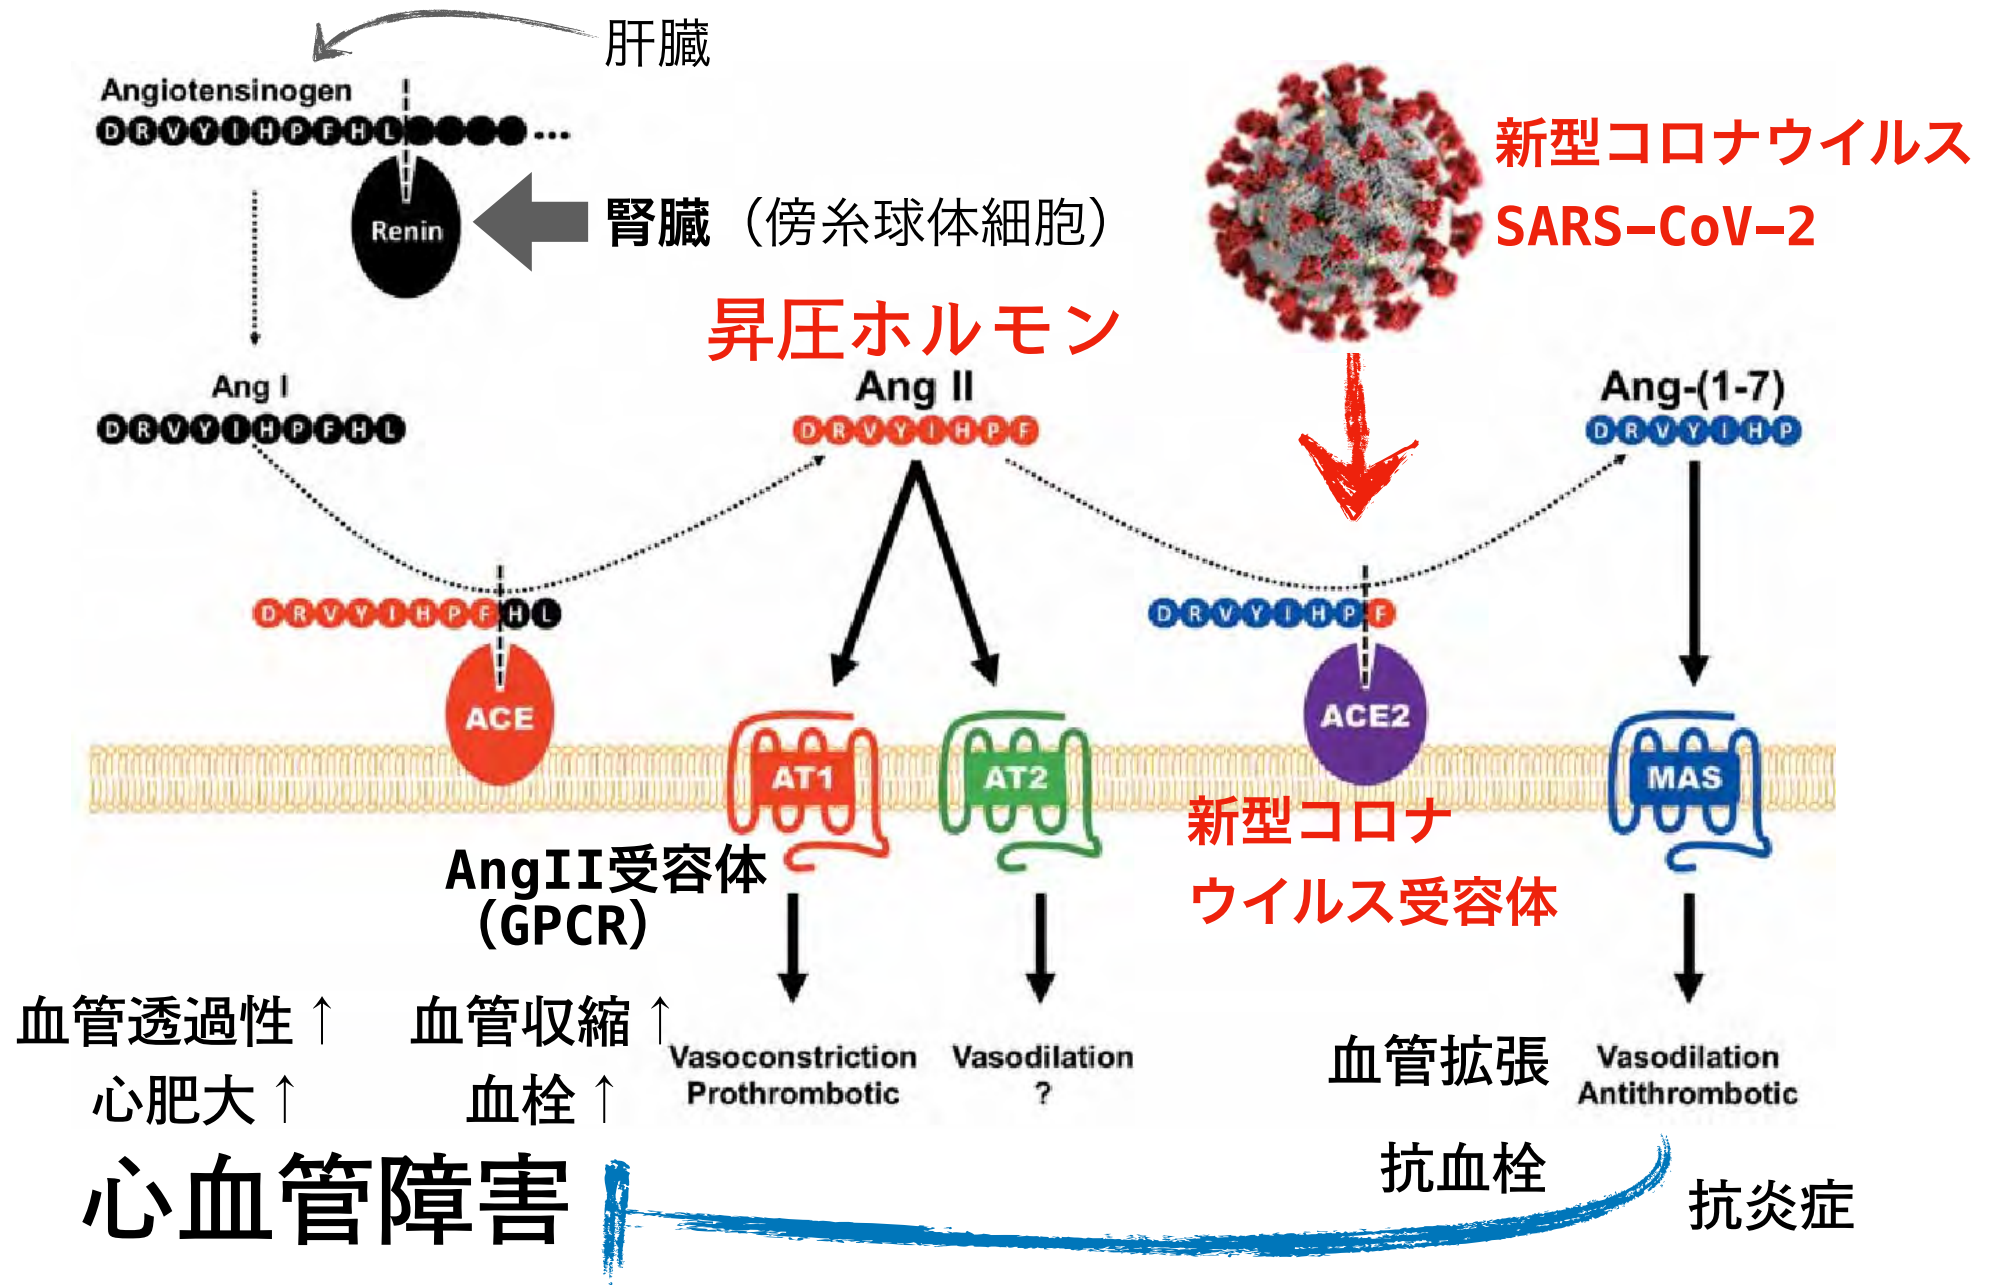 肝臓
Angiotensinogen
DRVYIHPFHL ...
Renin
腎臓（傍糸球体細胞）
新型コロナウイルス
SARS-CoV-2
昇圧ホルモン
Ang I
DRVYIHPFHL
Ang II
DRVYIHPF
Ang-(1-7)
DRVYIHP
DRVYIHPFHL
ACE
DRVYIHPF
ACE2
AT1
AT2
MAS
AngII受容体
（GPCR）
新型コロナ
ウイルス受容体
血管透過性↑
血管収縮↑
心肥大↑
血栓↑
Vasoconstriction
Prothrombotic
Vasodilation
?
血管拡張
Vasodilation
Antithrombotic
抗血栓
抗炎症
心血管障害